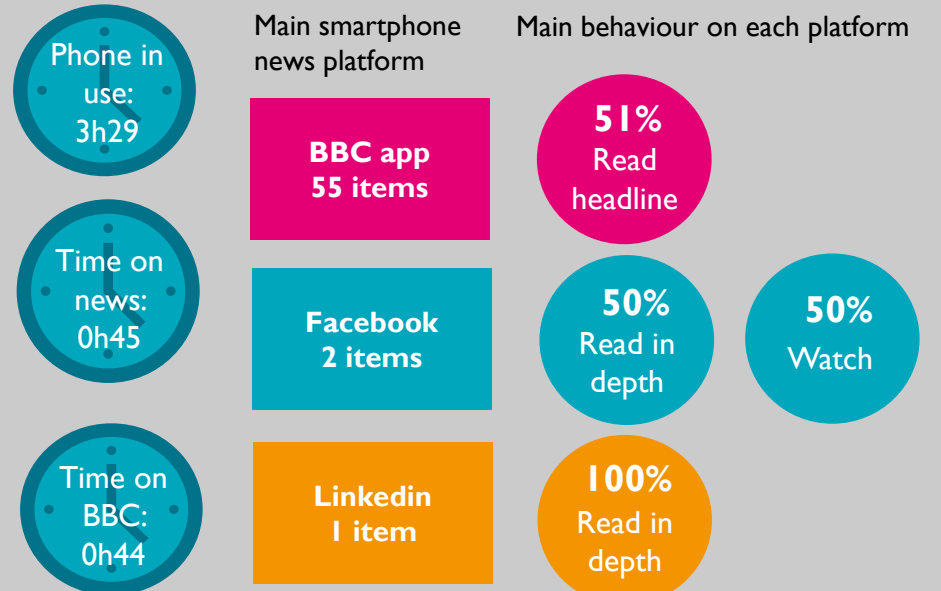 Main smartphone
news platform
Main behaviour on each platform
Phone in
use:
3h29
BBC app
55 items
51%
Read
headline
Time on
news:
0h45
Facebook
2 items
50%
Read in
depth
50%
Watch
Time on
BBC:
0h44
Linkedin
1 item
100%
Read in
depth